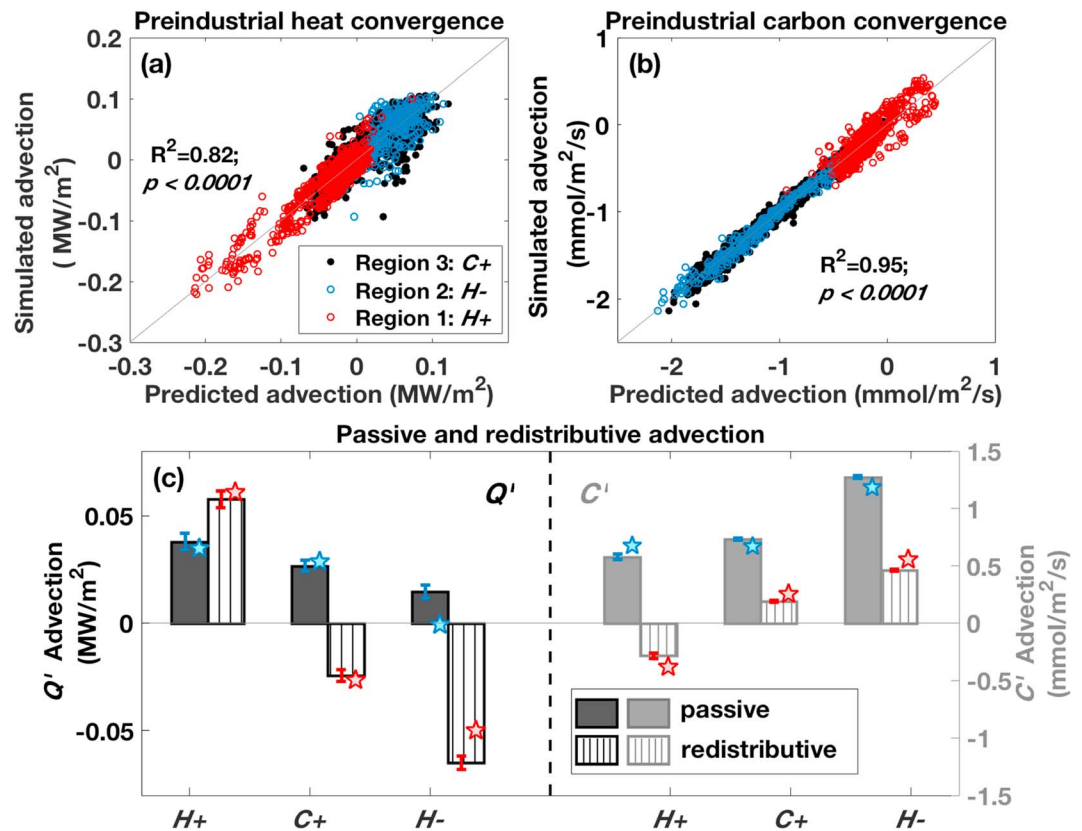 Preindustrial heat convergence
(a)
Simulated advection
( MW/m²)
0.2
0.1
0
-0.1
-0.2
-0.3
R²=0.82;
p < 0.0001
Region 3: C+
Region 2: H-
Region 1: H+
-0.3 -0.2 -0.1 0 0.1
Predicted advection (MW/m²)
Preindustrial carbon convergence
(b)
Simulated advection
(mmol/m²/s)
1
0
-1
-2
R²=0.95;
p < 0.0001
-2 -1 0 1
Predicted advection (mmol/m²/s)
Passive and redistributive advection
(c)
Q' Advection
(MW/m²)
0.05
0
-0.05
Q'
C'
1.5
1
0.5
0
-0.5
-1
-1.5
C' Advection
(mmol/m²/s)
passive
redistributive
H+ C+ H- H+ C+ H-